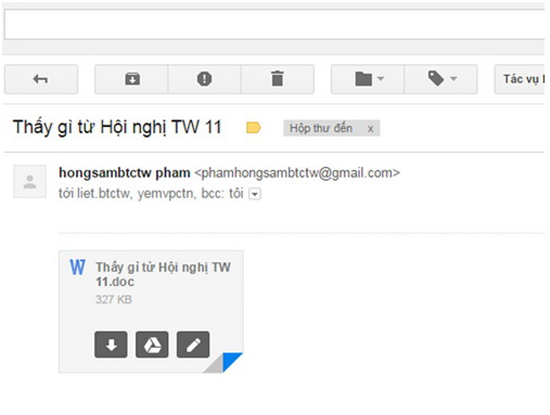 Tác vụ
Thấy gì từ Hội nghị TW 11
Hộp thư đến x
hongsambtctw pham <phamhongsambtctw@gmail.com>
tới liet.btctw, yemvpctn, bcc: tôi
W Thấy gì từ Hội nghị TW
11.doc
327 KB